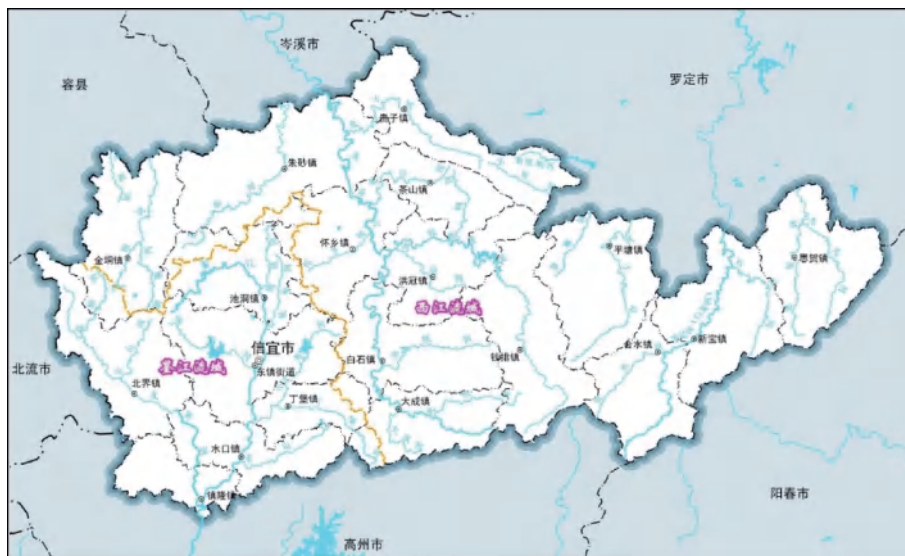 岑溪市
容县
罗定市
贵子镇
朱砂镇
茶山镇
怀乡镇
平塘镇
金垌镇
思贺镇
洪冠镇
池洞镇
西江流域
信宜市
新宝镇
合水镇
钱排镇
白石镇
东镇街道
北流市
鉴江流域
北界镇
丁堡镇
大成镇
水口镇
镇隆镇
阳春市
高州市